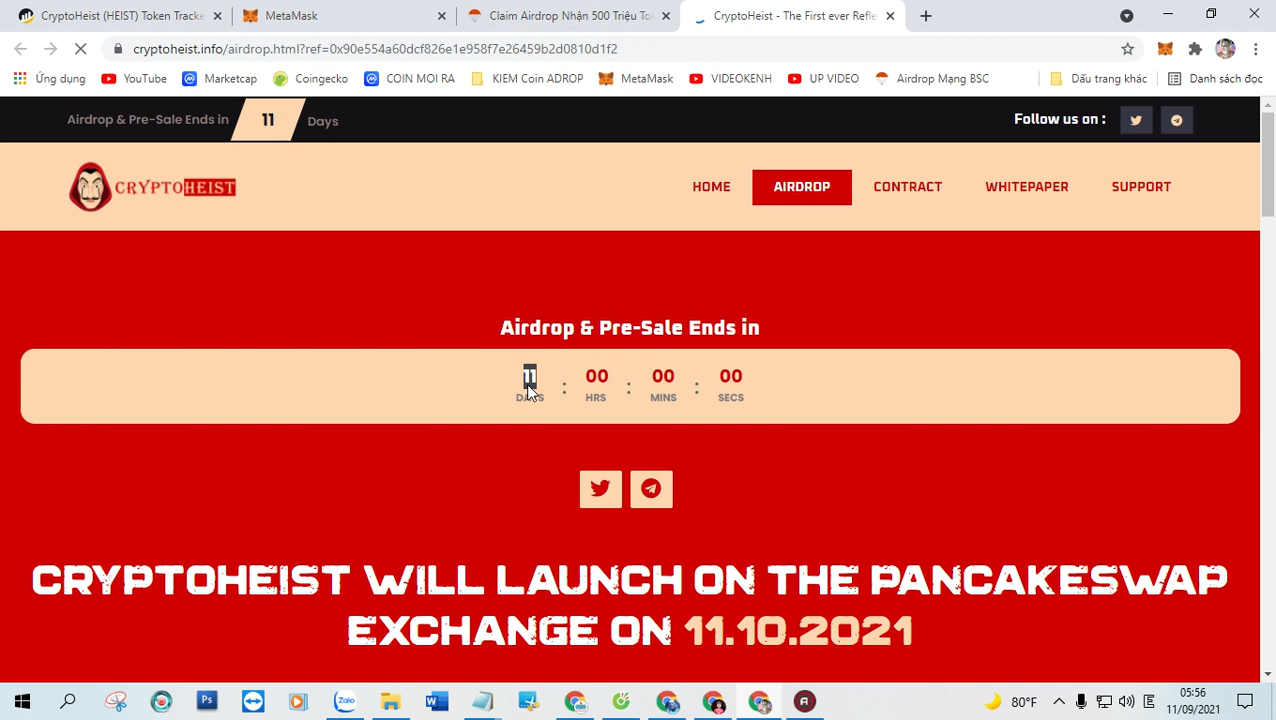 CryptoHeist (HEIST) Token Tracke
MetaMask
Claim Airdrop Nhận 500 Triệu To
CryptoHeist - The First ever Refle
cryptoheist.info/airdrop.html?ref=0x90e554a60dcf826e1e958f7e26459b2d0810d1f2
Ứng dụng
YouTube
Marketcap
Coingecko
COIN MOI RA
KIEM Coin ADROP
MetaMask
VIDEOKENH
UP VIDEO
Airdrop Mạng BSC
Dấu trang khác
Danh sách đọc
Airdrop & Pre-Sale Ends in 11 Days
Follow us on :
CRYPTOHEIST
HOME
AIRDROP
CONTRACT
WHITEPAPER
SUPPORT
Airdrop & Pre-Sale Ends in
11 : 00 : 00 : 00
DAYS HRS MINS SECS
CRYPTOHEIST WILL LAUNCH ON THE PANCAKESWAP
EXCHANGE ON 11.10.2021
Ps
Zalo
W
A
80°F
E
05:56
11/09/2021